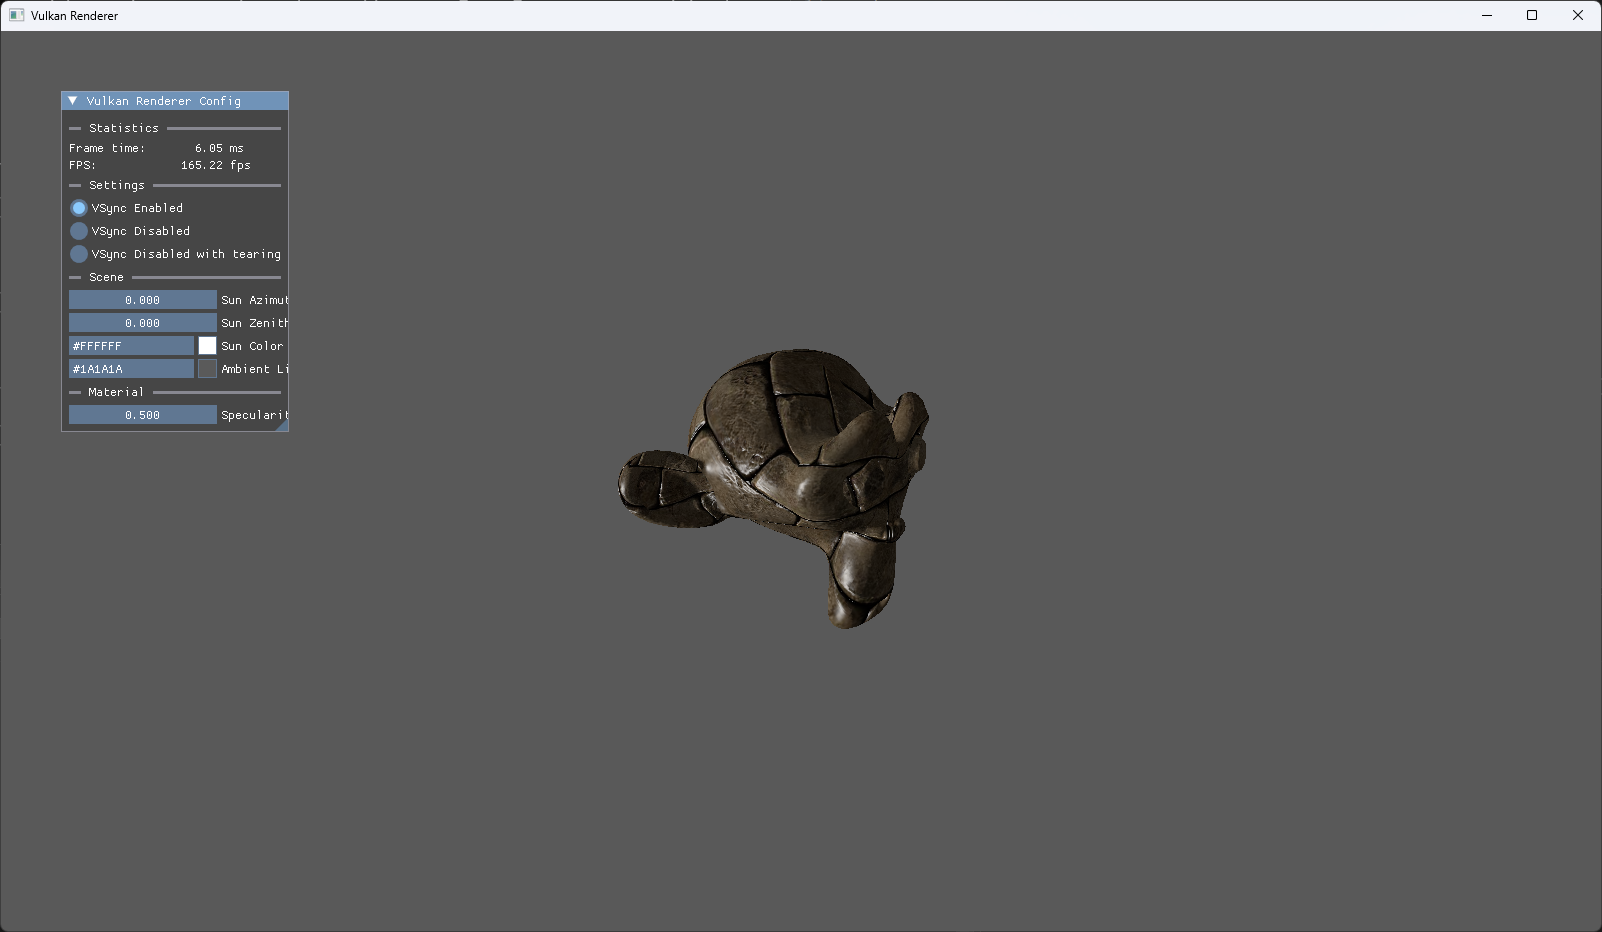 Vulkan Renderer
Vulkan Renderer Config
Statistics
Frame time: 6.05 ms
FPS: 165.22 fps
Settings
VSync Enabled
VSync Disabled
VSync Disabled with tearing
Scene
0.000 Sun Azimut
0.000 Sun Zenith
#FFFFFF Sun Color
#1A1A1A Ambient Li
Material
0.500 Specularit